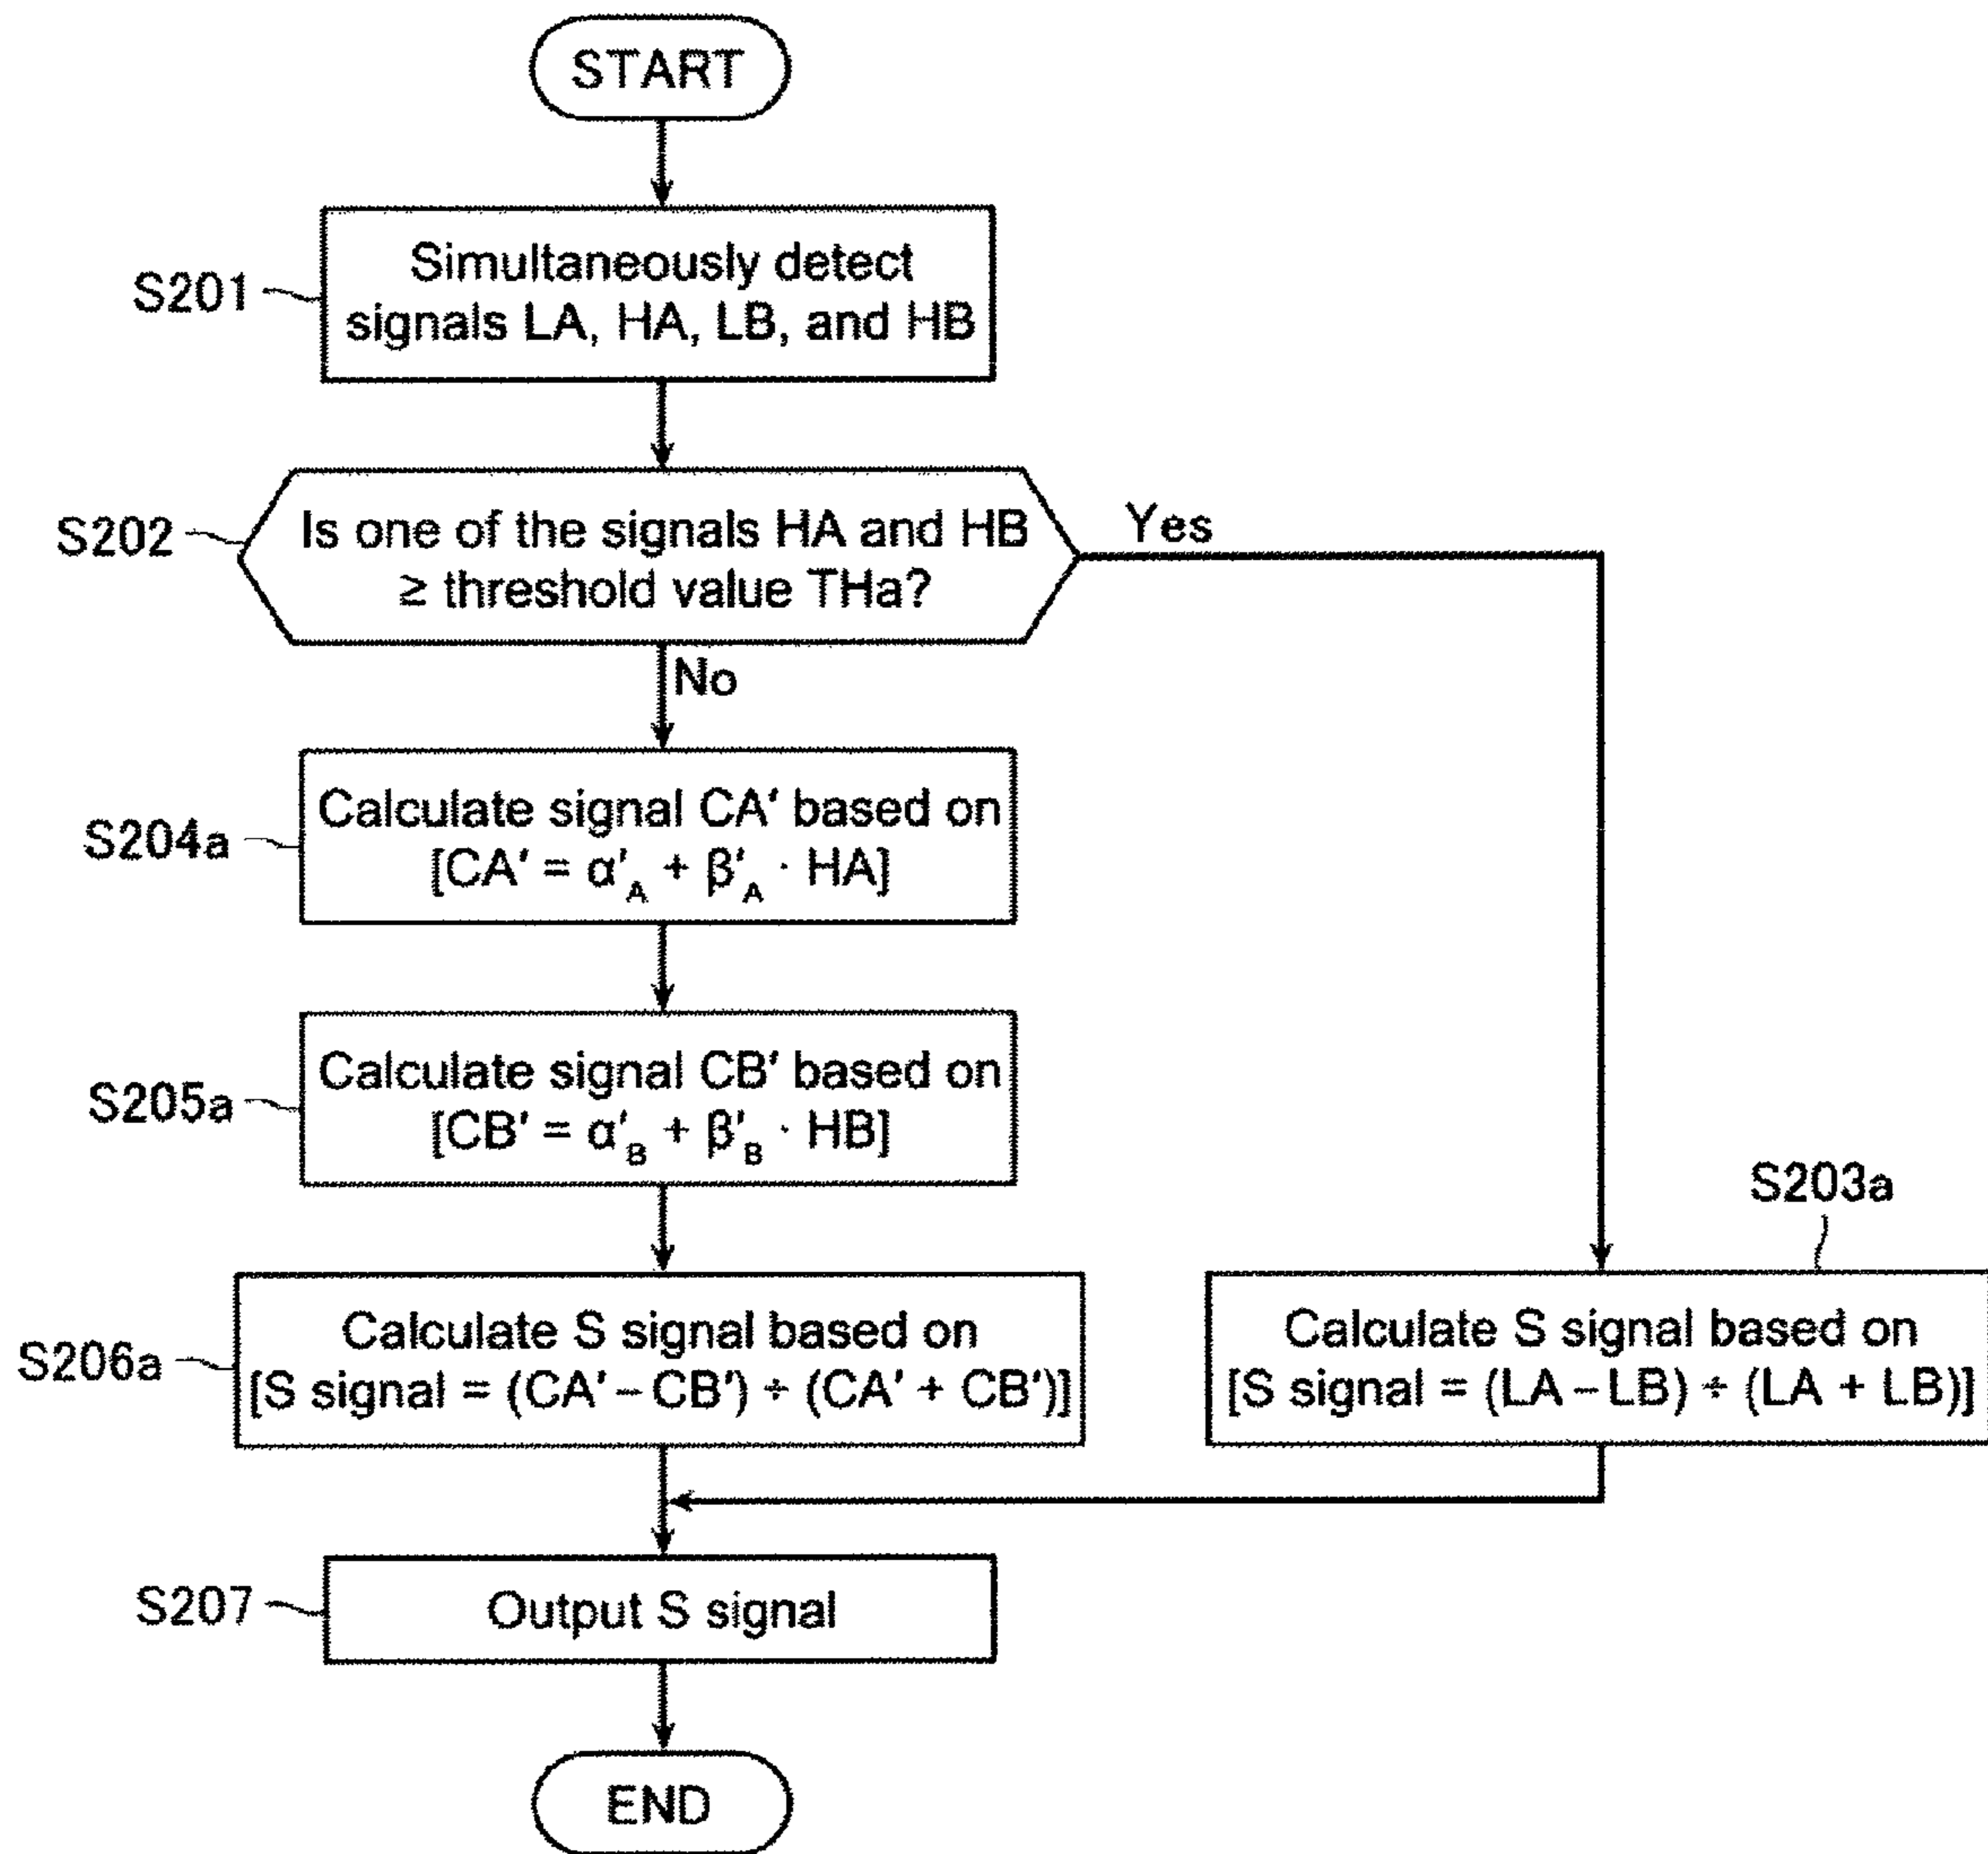 START
S201
Simultaneously detect
signals LA, HA, LB, and HB
S202
Is one of the signals HA and HB
≥ threshold value THa?
Yes
No
S204a
Calculate signal CA′ based on
[CA′ = α′A + β′A · HA]
S205a
Calculate signal CB′ based on
[CB′ = α′B + β′B · HB]
S203a
S206a
Calculate S signal based on
[S signal = (CA′ – CB′) ÷ (CA′ + CB′)]
Calculate S signal based on
[S signal = (LA – LB) ÷ (LA + LB)]
S207
Output S signal
END